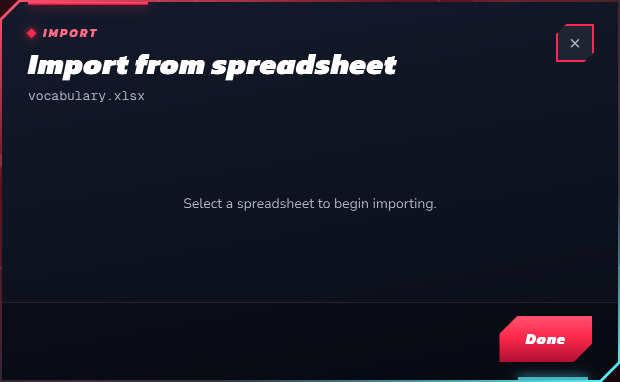 IMPORT
Import from spreadsheet
vocabulary.xlsx
Select a spreadsheet to begin importing.
Done